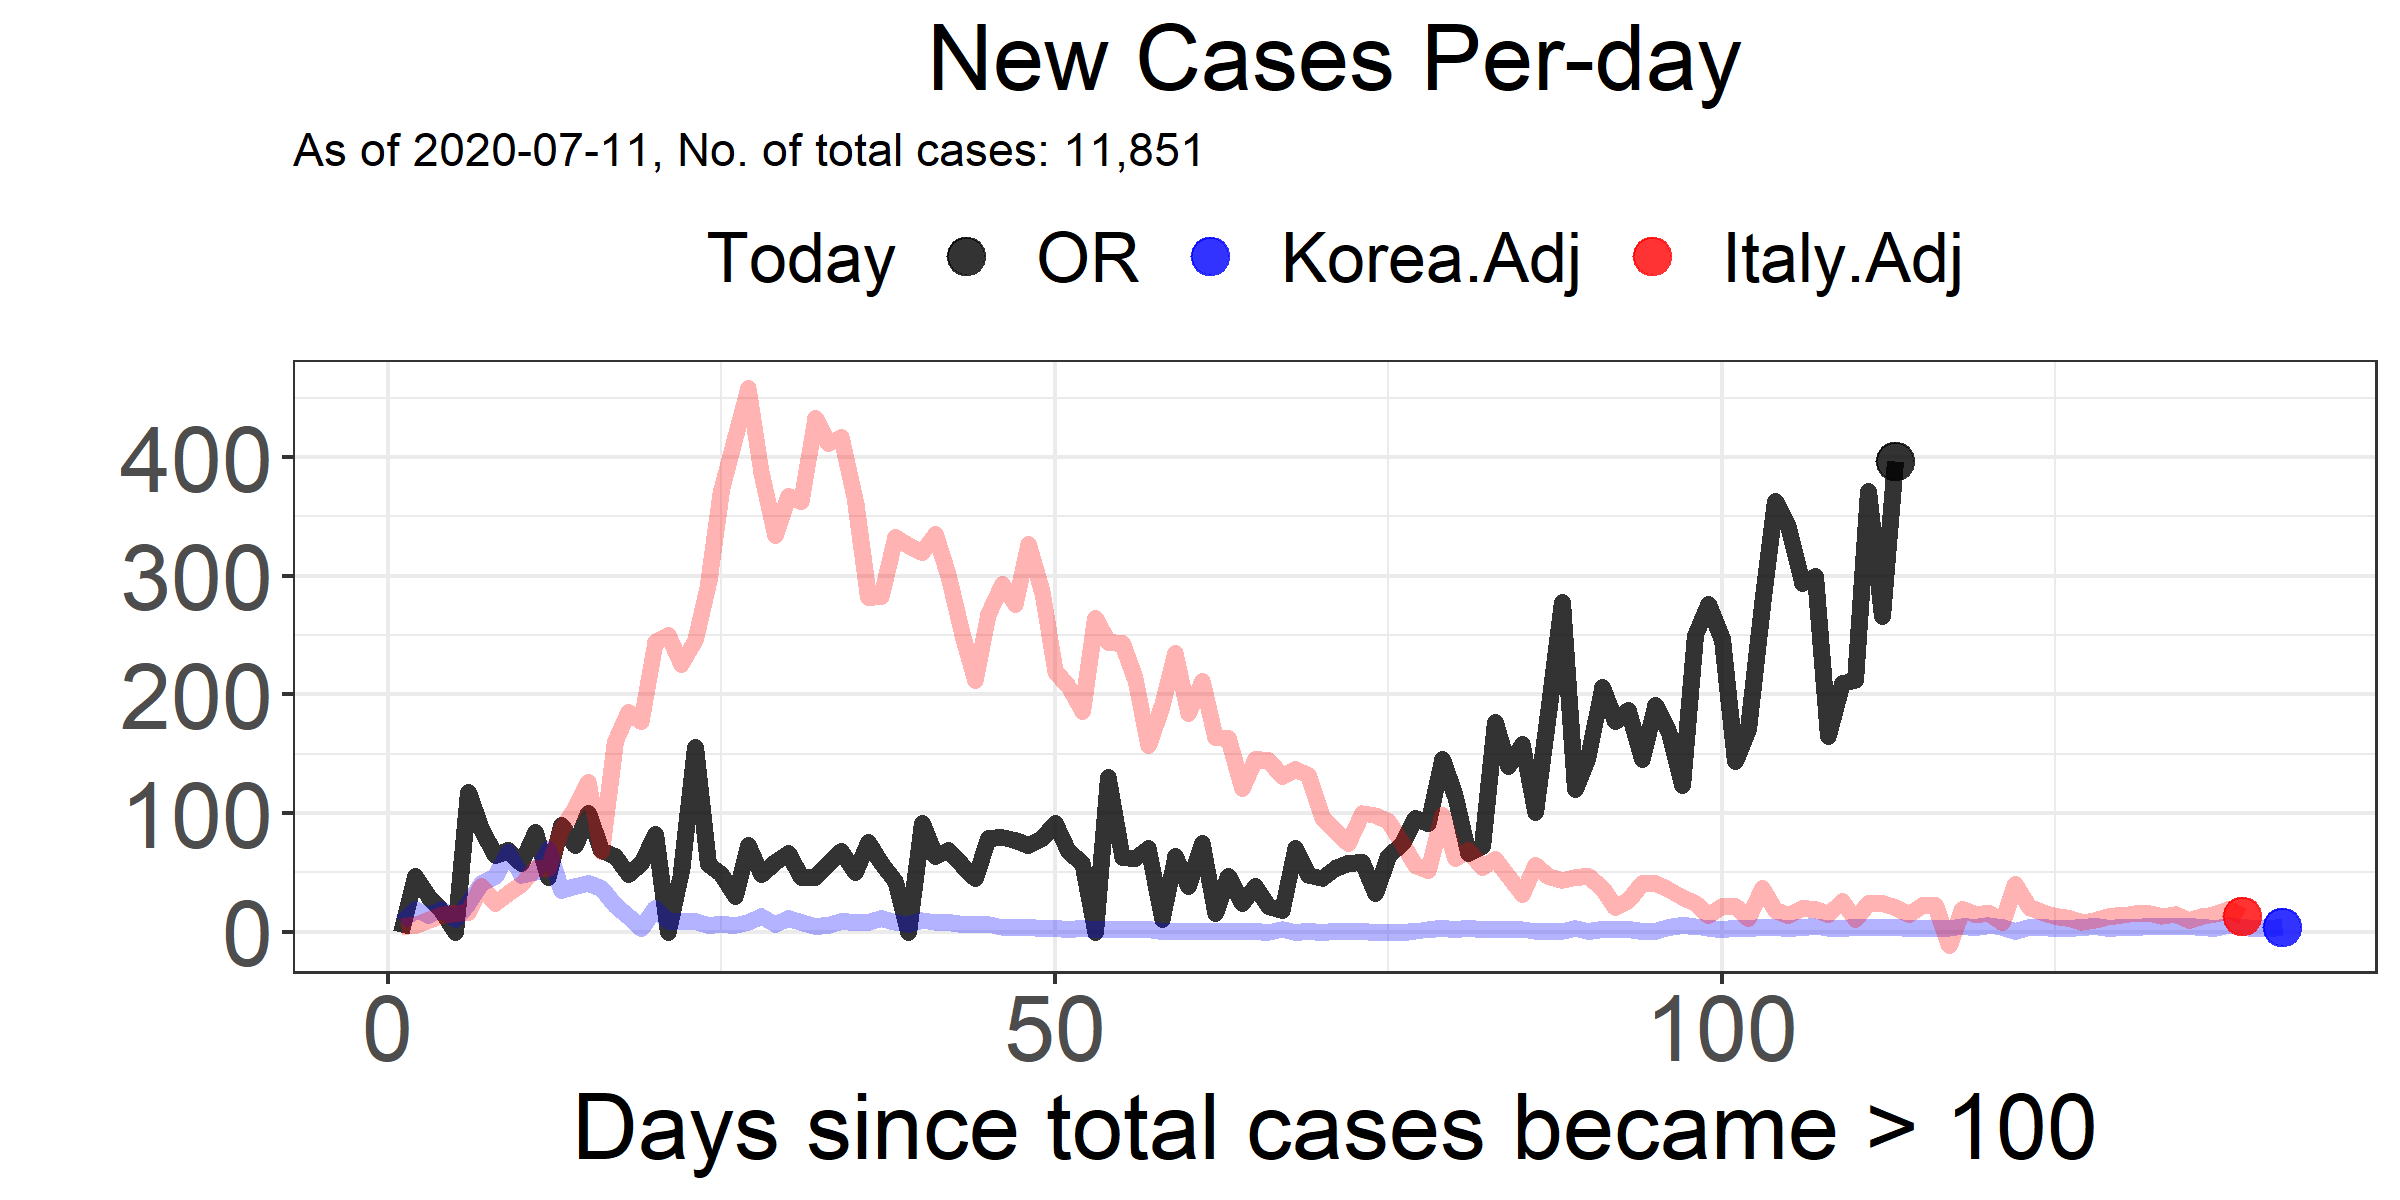 New Cases Per-day
As of 2020-07-11, No. of total cases: 11,851
Today OR Korea.Adj Italy.Adj
400
300
200
100
0
0 50 100
Days since total cases became > 100